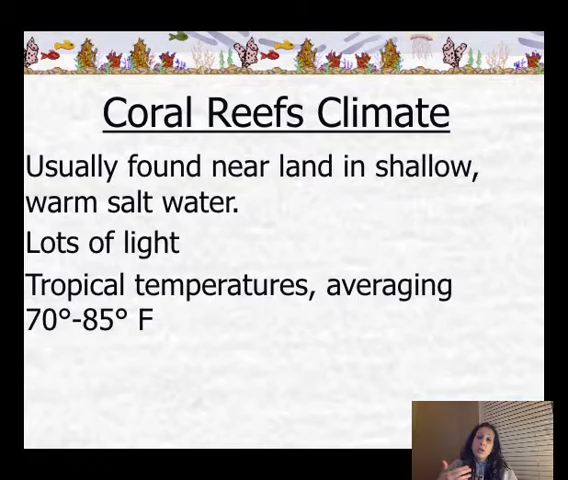 Coral Reefs Climate
Usually found near land in shallow,
warm salt water.
Lots of light
Tropical temperatures, averaging
70°-85° F